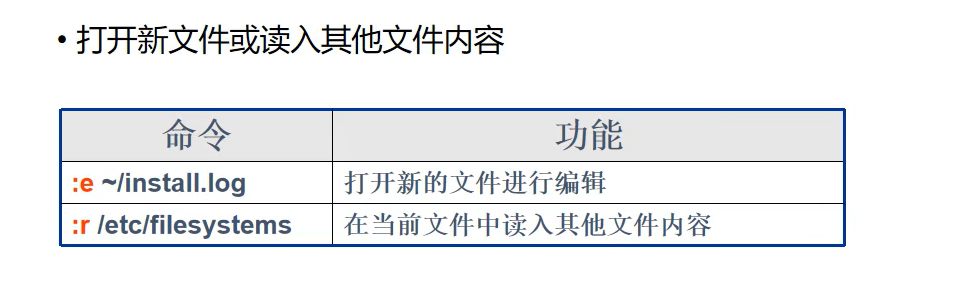 • 打开新文件或读入其他文件内容
命令 功能
:e ~/install.log 打开新的文件进行编辑
:r /etc/filesystems 在当前文件中读入其他文件内容